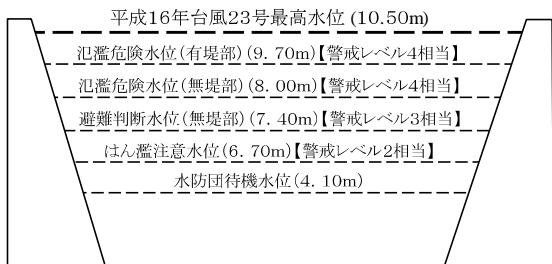 平成16年台風23号最高水位 (10.50m)
氾濫危険水位(有堤部)(9.70m)【警戒レベル4相当】
氾濫危険水位(無堤部)(8.00m)【警戒レベル4相当】
避難判断水位(無堤部)(7.40m)【警戒レベル3相当】
はん濫注意水位(6.70m)【警戒レベル2相当】
水防団待機水位(4.10m)